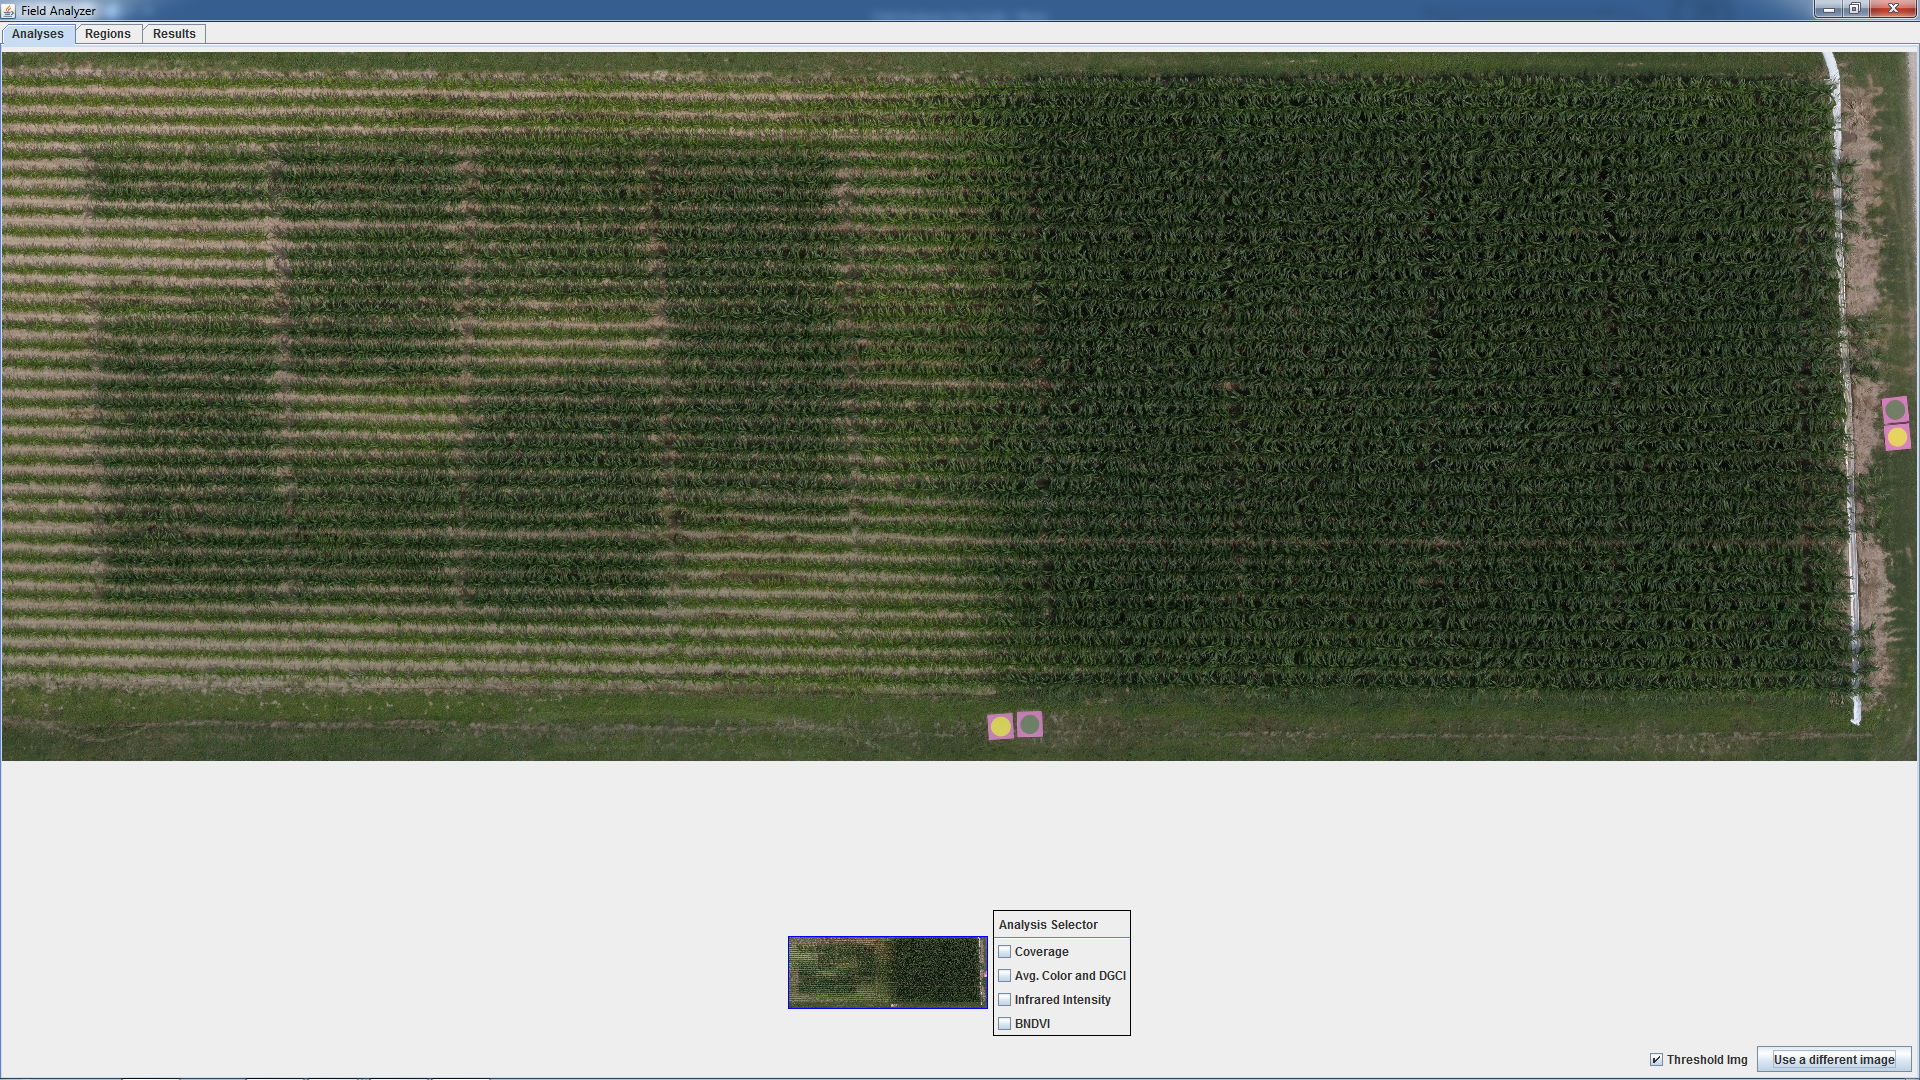 Field Analyzer
Analyses Regions Results
Analysis Selector
Coverage
Avg. Color and DGCI
Infrared Intensity
BNDVI
Threshold Img Use a different image